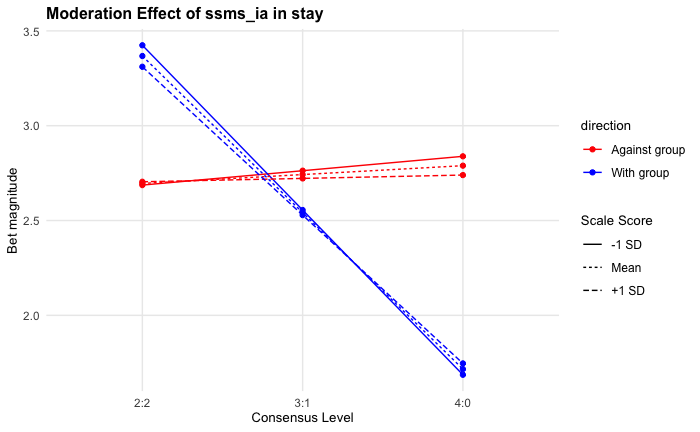 Moderation Effect of ssms_ia in stay
3.5
3.0
2.5
2.0
Bet magnitude
2:2
3:1
4:0
Consensus Level
direction
Against group
With group
Scale Score
-1 SD
Mean
+1 SD